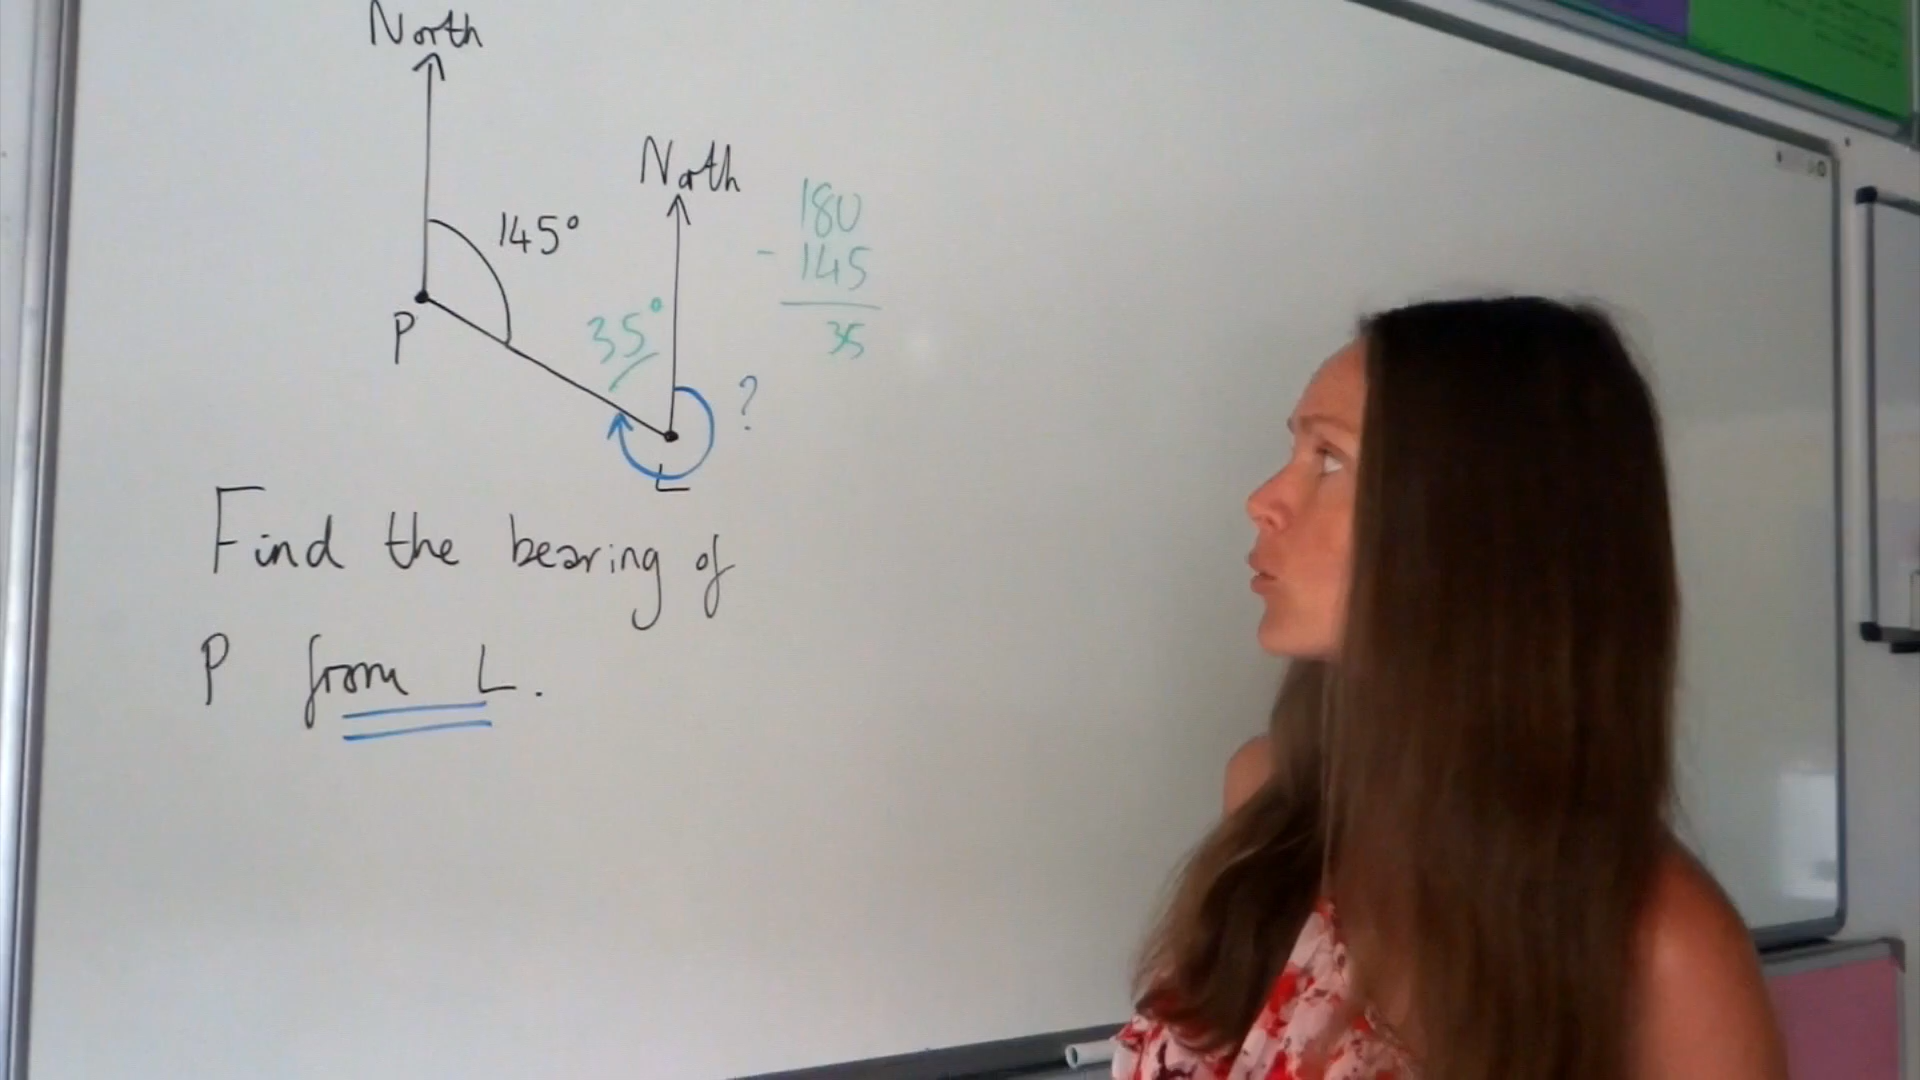 North
North
180
- 145
35
145°
35°
P
?
L
Find the bearing of
P from L.